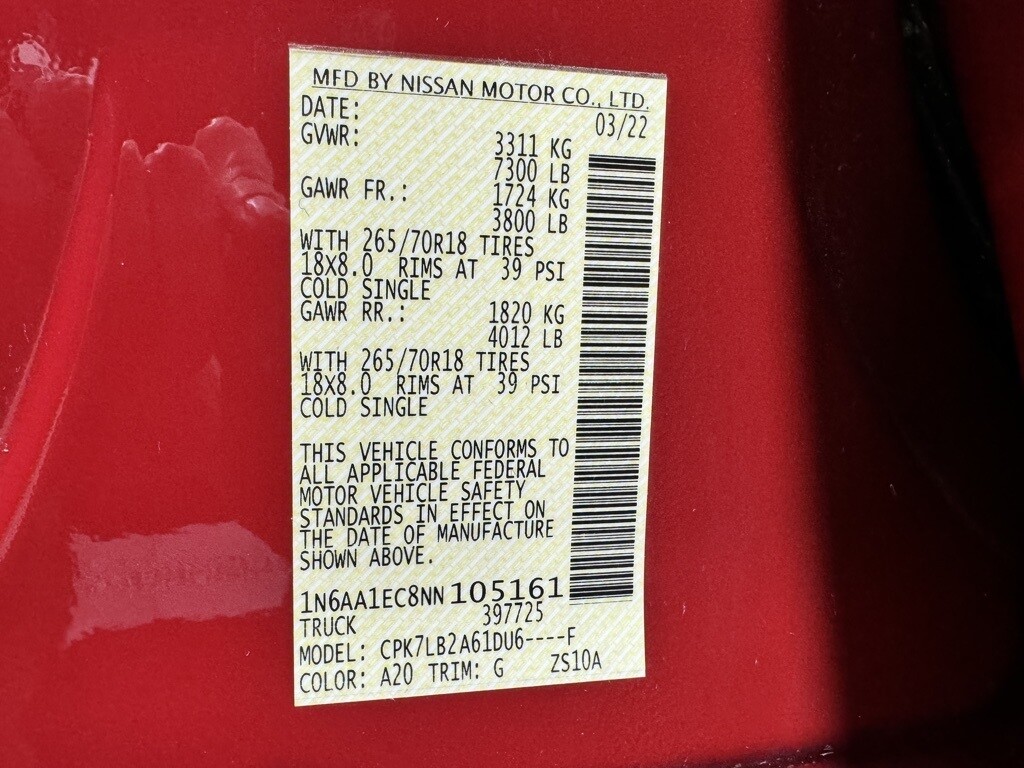 MFD BY NISSAN MOTOR CO., LTD.
DATE: 03/22
GVWR: 3311 KG
7300 LB
GAWR FR.: 1724 KG
3800 LB
WITH 265/70R18 TIRES
18X8.0 RIMS AT 39 PSI
COLD SINGLE
GAWR RR.: 1820 KG
4012 LB
WITH 265/70R18 TIRES
18X8.0 RIMS AT 39 PSI
COLD SINGLE
THIS VEHICLE CONFORMS TO
ALL APPLICABLE FEDERAL
MOTOR VEHICLE SAFETY
STANDARDS IN EFFECT ON
THE DATE OF MANUFACTURE
SHOWN ABOVE.
1N6AA1EC8NN105161
TRUCK 397725
MODEL: CPK7LB2A61DU6----F
COLOR: A20 TRIM: G ZS10A